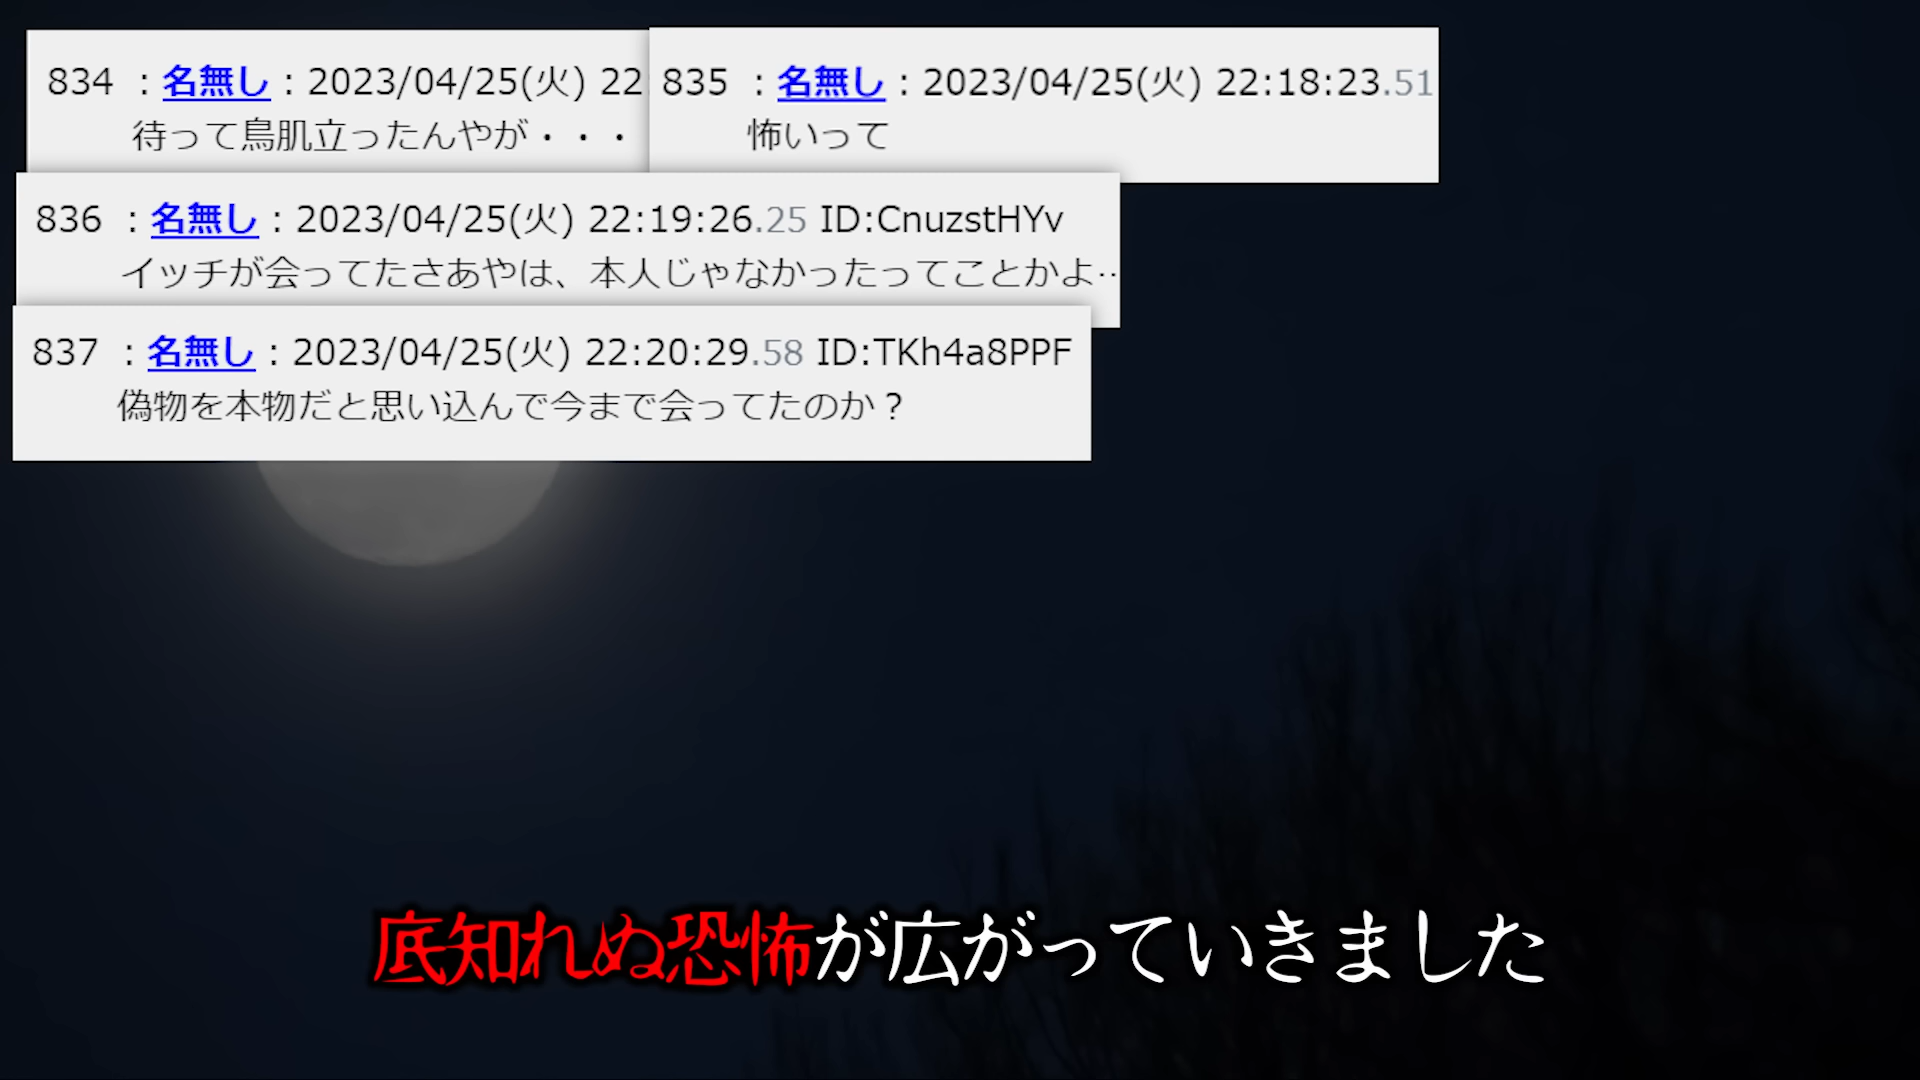 834 ：名無し：2023/04/25(火) 22
待って鳥肌立ったんやが・・・
835 ：名無し：2023/04/25(火) 22:18:23.51
怖いって
836 ：名無し：2023/04/25(火) 22:19:26.25 ID:CnuzstHYv
イッチが会ってたさあやは、本人じゃなかったってことかよ…
837 ：名無し：2023/04/25(火) 22:20:29.58 ID:TKh4a8PPF
偽物を本物だと思い込んで今まで会ってたのか？
底知れぬ恐怖が広がっていきました